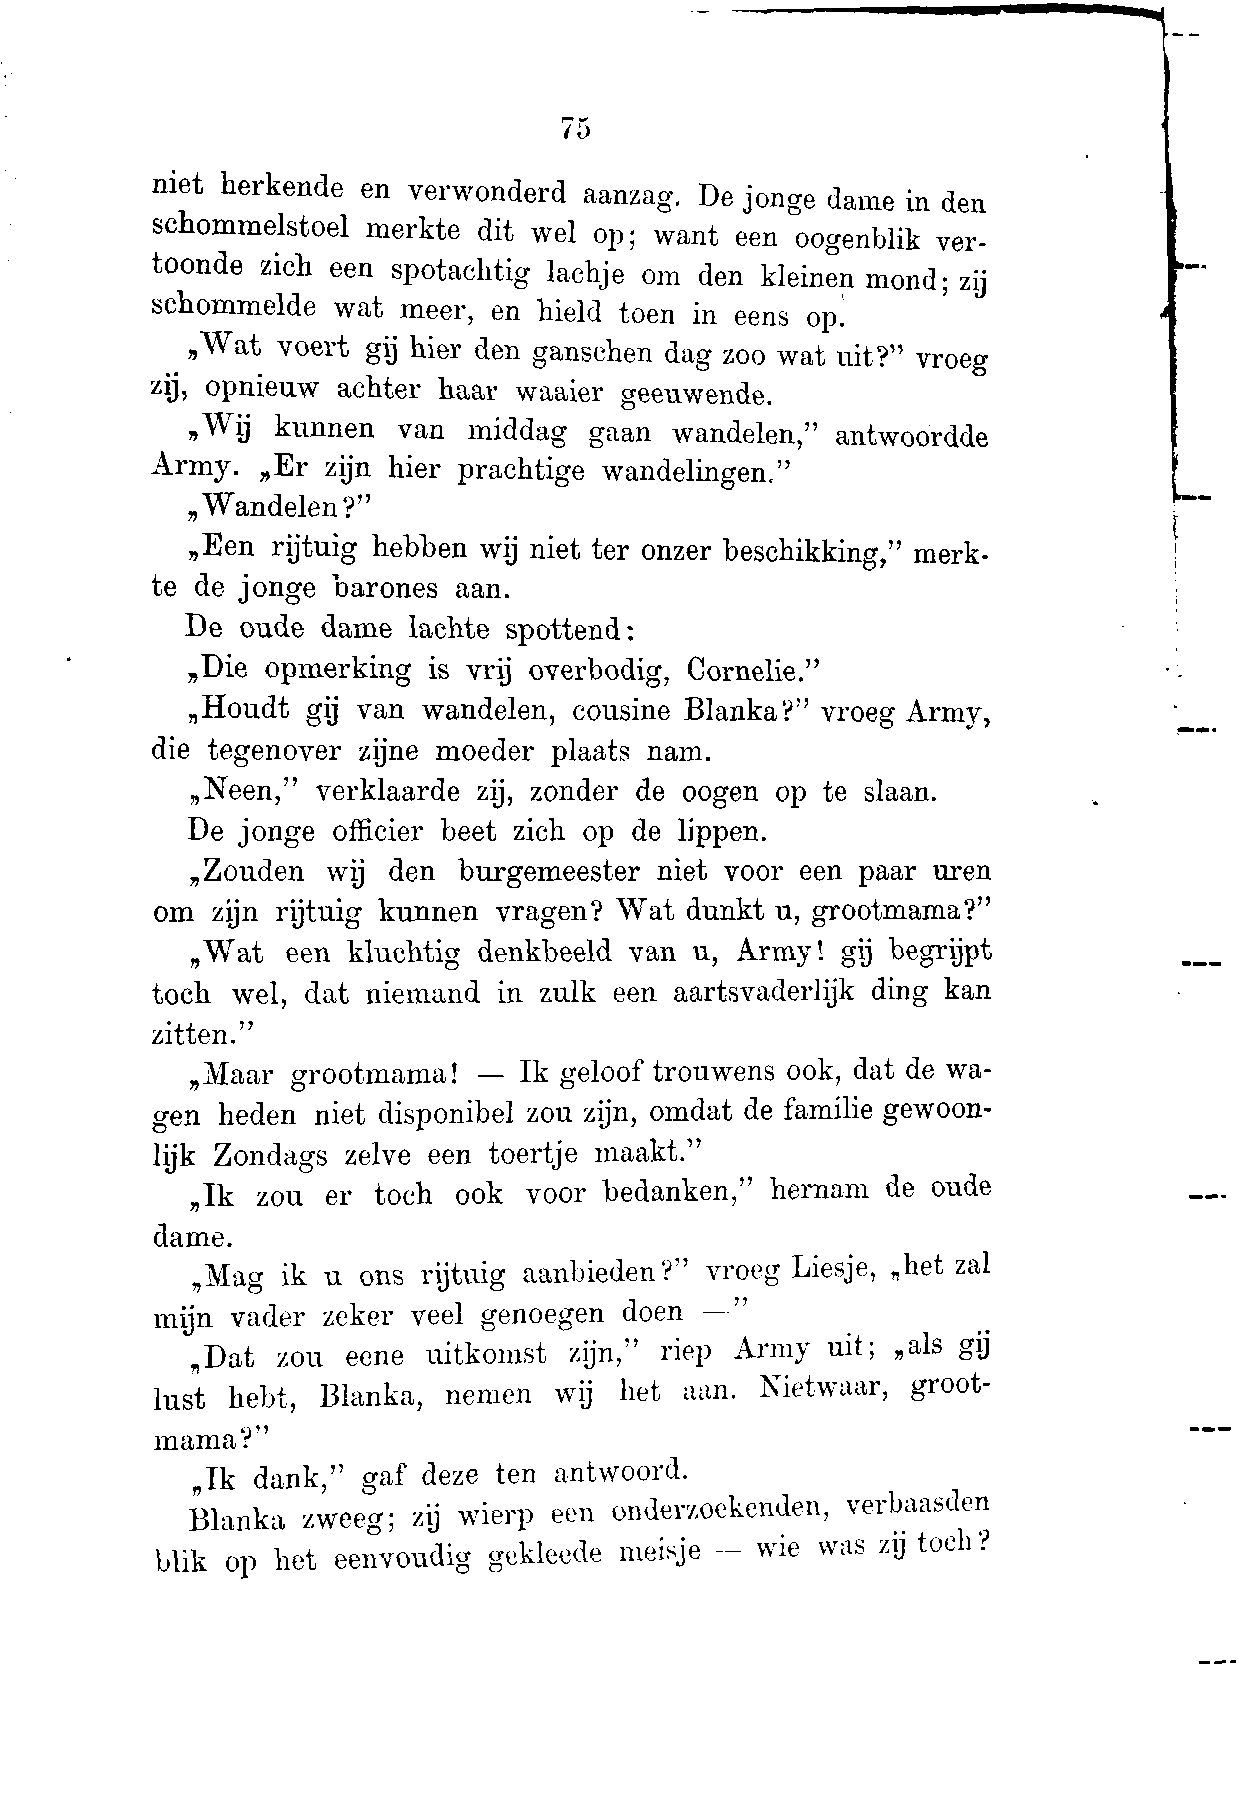 75
niet herkende en verwonderd aanzag. De jonge dame in den
schommelstoel merkte dit wel op; want een oogenblik ver-
toonde zich een spotachtig lachje om den kleinen mond; zij
schommelde wat meer, en hield toen in eens op.
„Wat voert gij hier den ganschen dag zoo wat uit?” vroeg
zij, opnieuw achter haar waaier geeuwende.
„Wij kunnen van middag gaan wandelen,” antwoordde
Army. „Er zijn hier prachtige wandelingen.”
„Wandelen?”
„Een rijtuig hebben wij niet ter onzer beschikking,” merk-
te de jonge barones aan.
De oude dame lachte spottend:
„Die opmerking is vrij overbodig, Cornelie.”
„Houdt gij van wandelen, cousine Blanka?” vroeg Army,
die tegenover zijne moeder plaats nam.
„Neen,” verklaarde zij, zonder de oogen op te slaan.
De jonge officier beet zich op de lippen.
„Zouden wij den burgemeester niet voor een paar uren
om zijn rijtuig kunnen vragen? Wat dunkt u, grootmama?”
„Wat een kluchtig denkbeeld van u, Army! gij begrijpt
toch wel, dat niemand in zulk een aartsvaderlijk ding kan
zitten.”
„Maar grootmama! — Ik geloof trouwens ook, dat de wa-
gen heden niet disponibel zou zijn, omdat de familie gewoon-
lijk Zondags zelve een toertje maakt.”
„Ik zou er toch ook voor bedanken,” hernam de oude
dame.
„Mag ik u ons rijtuig aanbieden?” vroeg Liesje, „het zal
mijn vader zeker veel genoegen doen —”
„Dat zou eene uitkomst zijn,” riep Army uit; „als gij
lust hebt, Blanka, nemen wij het aan. Nietwaar, groot-
mama?”
„Ik dank,” gaf deze ten antwoord.
Blanka zweeg; zij wierp een onderzoekenden, verbaasden
blik op het eenvoudig gekleede meisje — wie was zij toch?